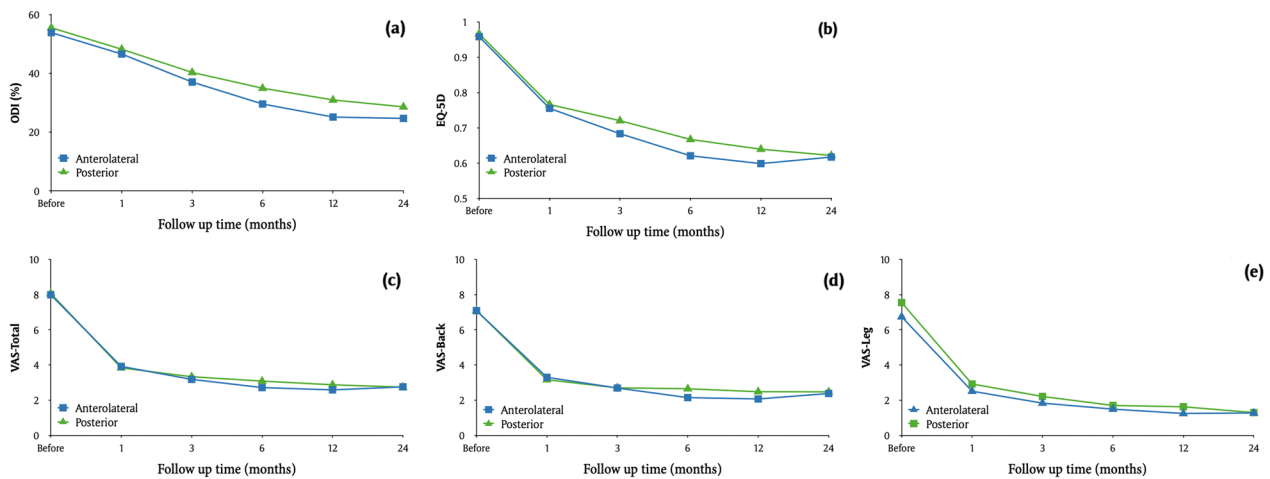 (a)
ODI (%)
60
40
20
0
Anterolateral
Posterior
Before 1 3 6 12 24
Follow up time (months)
(b)
EQ-5D
1
0.9
0.8
0.7
0.6
0.5
Anterolateral
Posterior
Before 1 3 6 12 24
Follow up time (months)
(c)
VAS-Total
10
8
6
4
2
0
Anterolateral
Posterior
Before 1 3 6 12 24
Follow up time (months)
(d)
VAS-Back
10
8
6
4
2
0
Anterolateral
Posterior
Before 1 3 6 12 24
Follow up time (months)
(e)
VAS-Leg
10
8
6
4
2
0
Anterolateral
Posterior
Before 1 3 6 12 24
Follow up time (months)